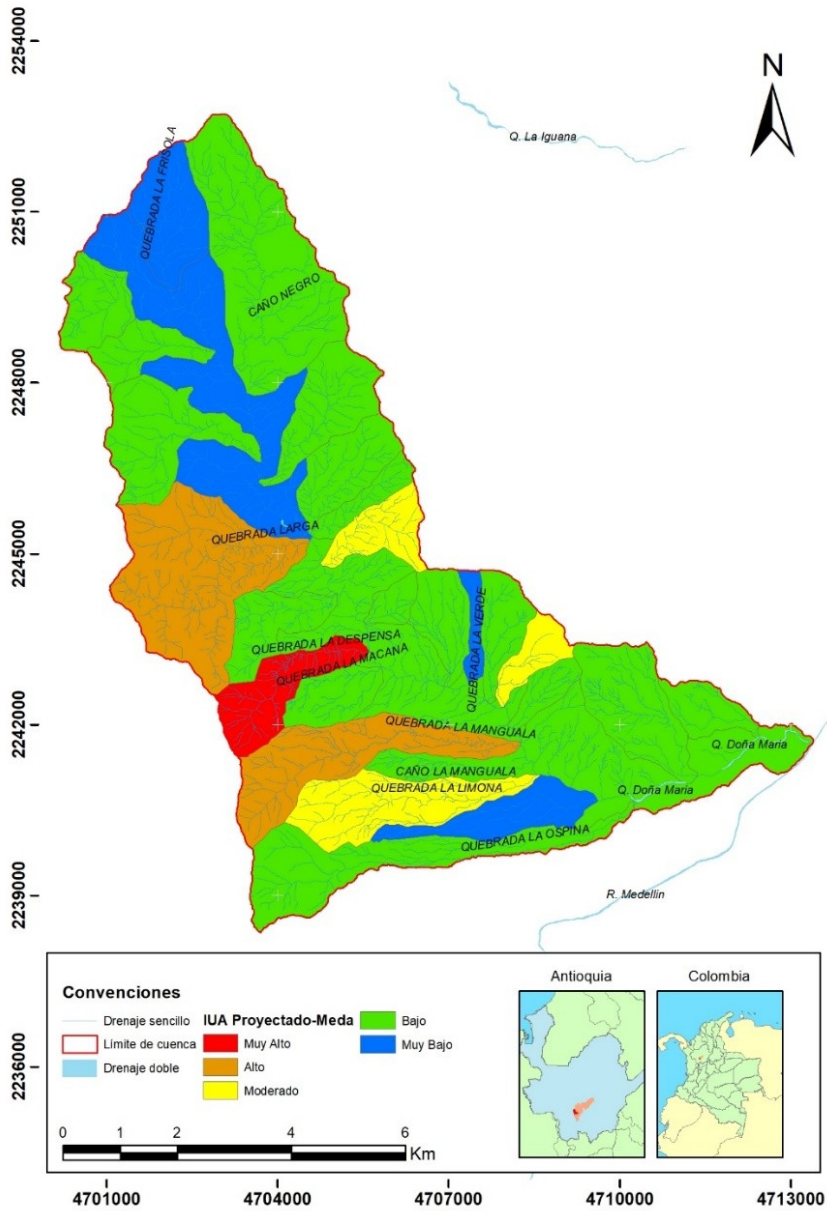 2254000
N
Q. La Iguana
QUEBRADA LA FRISOLA
2251000
CAÑO NEGRO
2248000
QUEBRADA LARGA
2245000
QUEBRADA LA VERDE
QUEBRADA LA DESPENSA
QUEBRADA LA MACANA
2242000
QUEBRADA LA MANGUALA
Q. Doña Maria
CAÑO LA MANGUALA
QUEBRADA LA LIMONA
Q. Doña Maria
QUEBRADA LA OSPINA
2239000
R. Medellin
Convenciones
Drenaje sencillo
Límite de cuenca
Drenaje doble
IUA Proyectado-Meda
Muy Alto
Alto
Moderado
Bajo
Muy Bajo
Antioquia
Colombia
2236000
0 1 2 4 6
Km
4701000 4704000 4707000 4710000 4713000